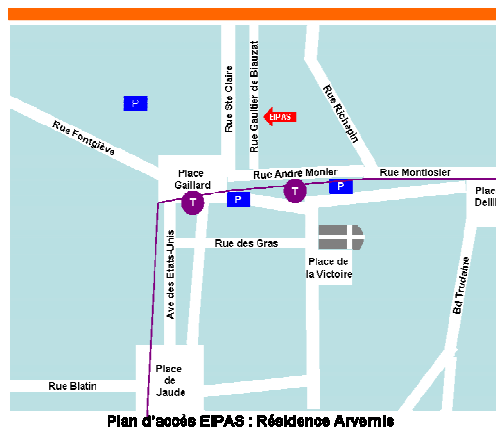 P
Rue Ste Claire
Rue Gaultier de Biauzat
EIPAS
Rue Richepin
Rue Fontgiève
Place
Gaillard
Rue André Monier
Rue Montlosier
T
T
P
P
Place
Delille
Rue des Gras
Ave des Etats-Unis
Place de
la Victoire
Bd Trudaine
Place
de
Jaude
Rue Blatin
Plan d'accès EIPAS : Résidence Arvernis